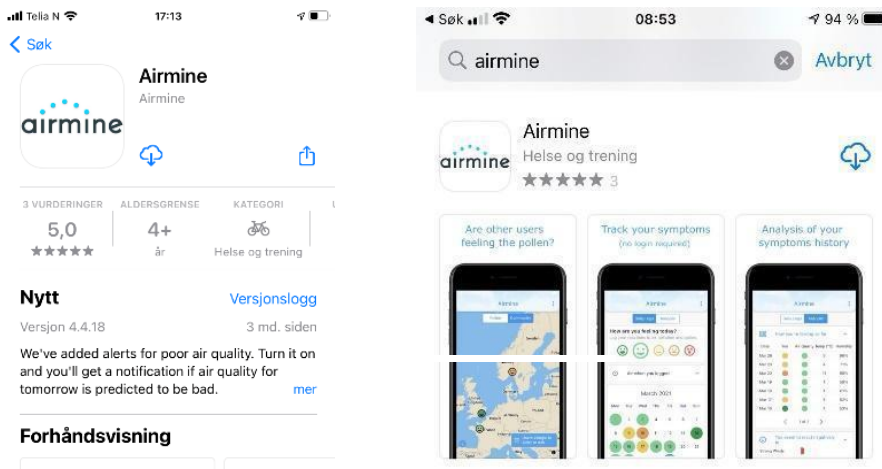 Telia N
17:13
Søk
Airmine
Airmine
airmine
3 VURDERINGER
ALDERSGRENSE
KATEGORI
5,0
4+
år
Helse og trening
Nytt
Versjonslogg
Versjon 4.4.18
3 md. siden
We've added alerts for poor air quality. Turn it on
and you'll get a notification if air quality for
tomorrow is predicted to be bad.
mer
Forhåndsvisning
Søk
08:53
94 %
airmine
Avbryt
airmine
Airmine
Helse og trening
3
Are other users
feeling the pollen?
Track your symptoms
(no login required)
Analysis of your
symptoms history
Airmine
Airmine
Airmine
How are you feeling today?
March 2021